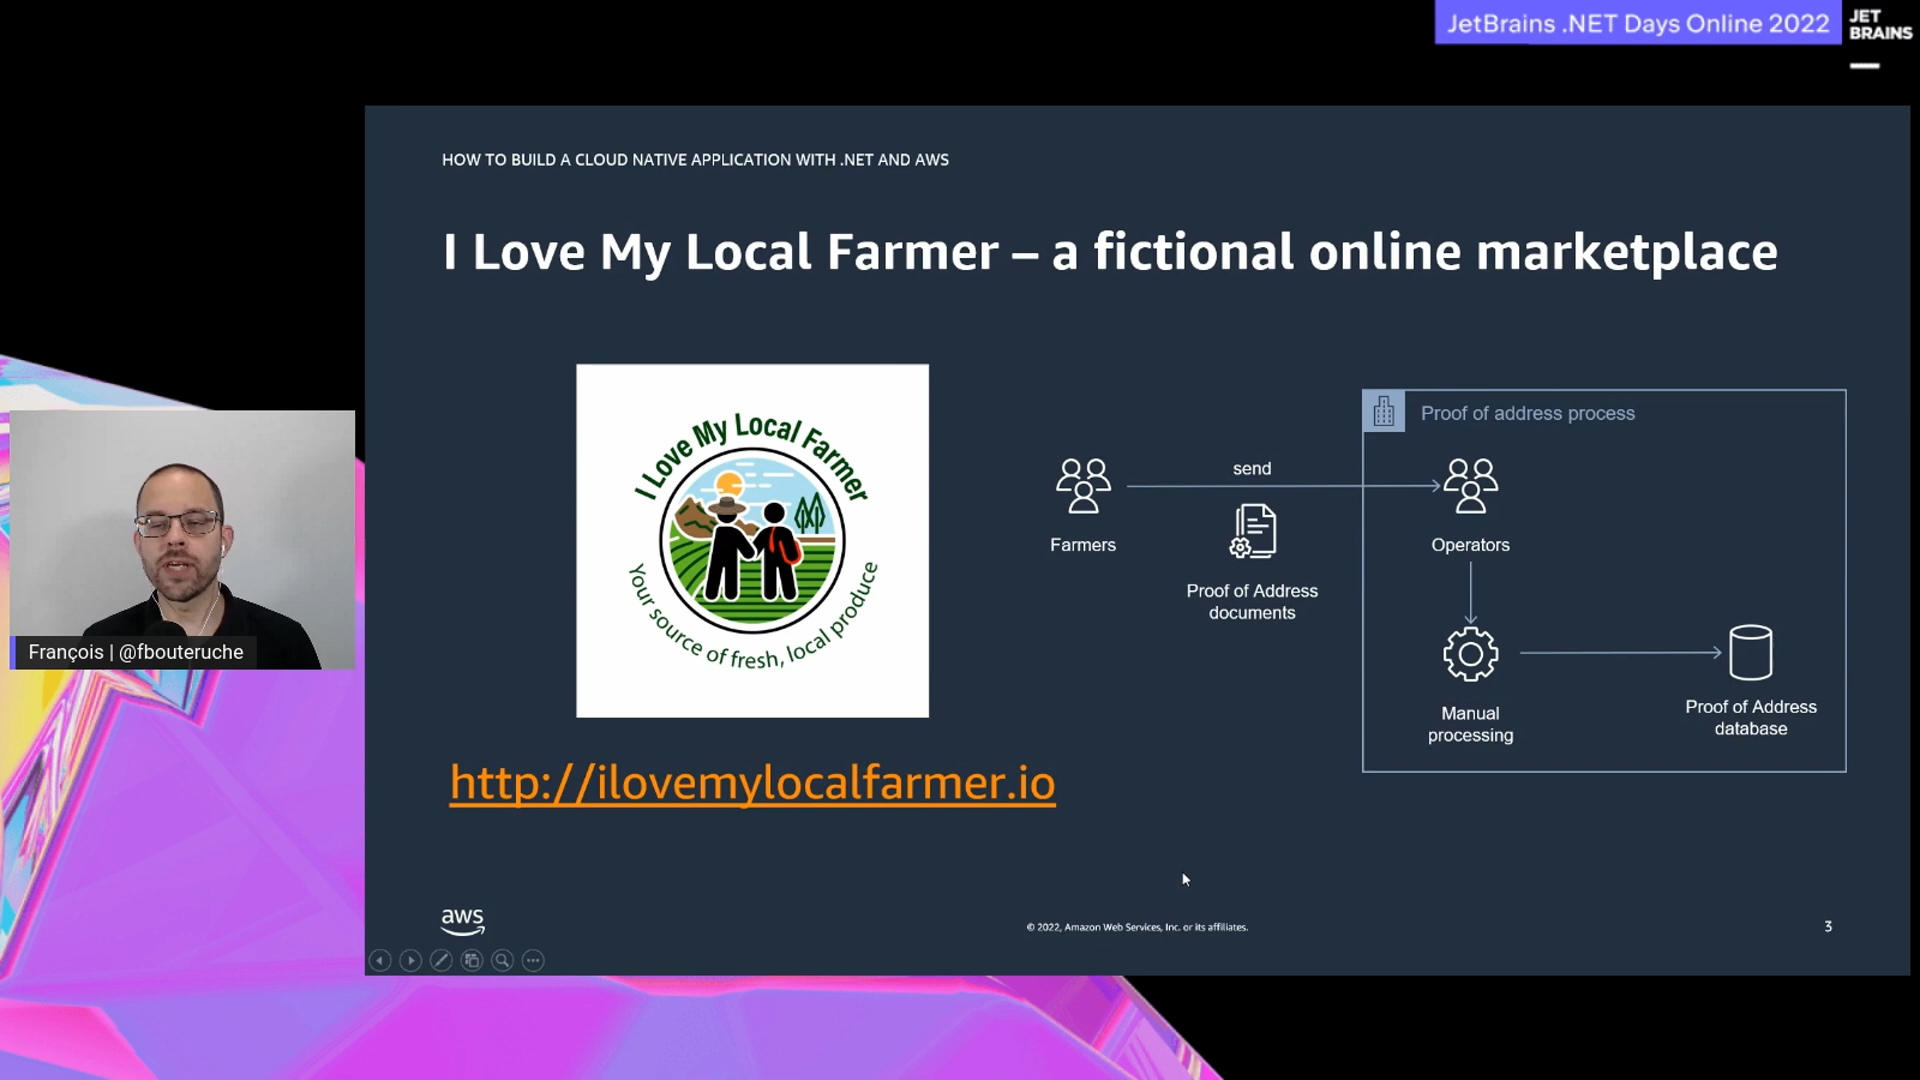 JetBrains .NET Days Online 2022
JET
BRAINS
HOW TO BUILD A CLOUD NATIVE APPLICATION WITH .NET AND AWS
I Love My Local Farmer – a fictional online marketplace
I Love My Local Farmer
Your source of fresh, local produce
http://ilovemylocalfarmer.io
Proof of address process
send
Farmers
Operators
Proof of Address
documents
Manual
processing
Proof of Address
database
François | @fbouteruche
aws
© 2022, Amazon Web Services, Inc. or its affiliates.
3